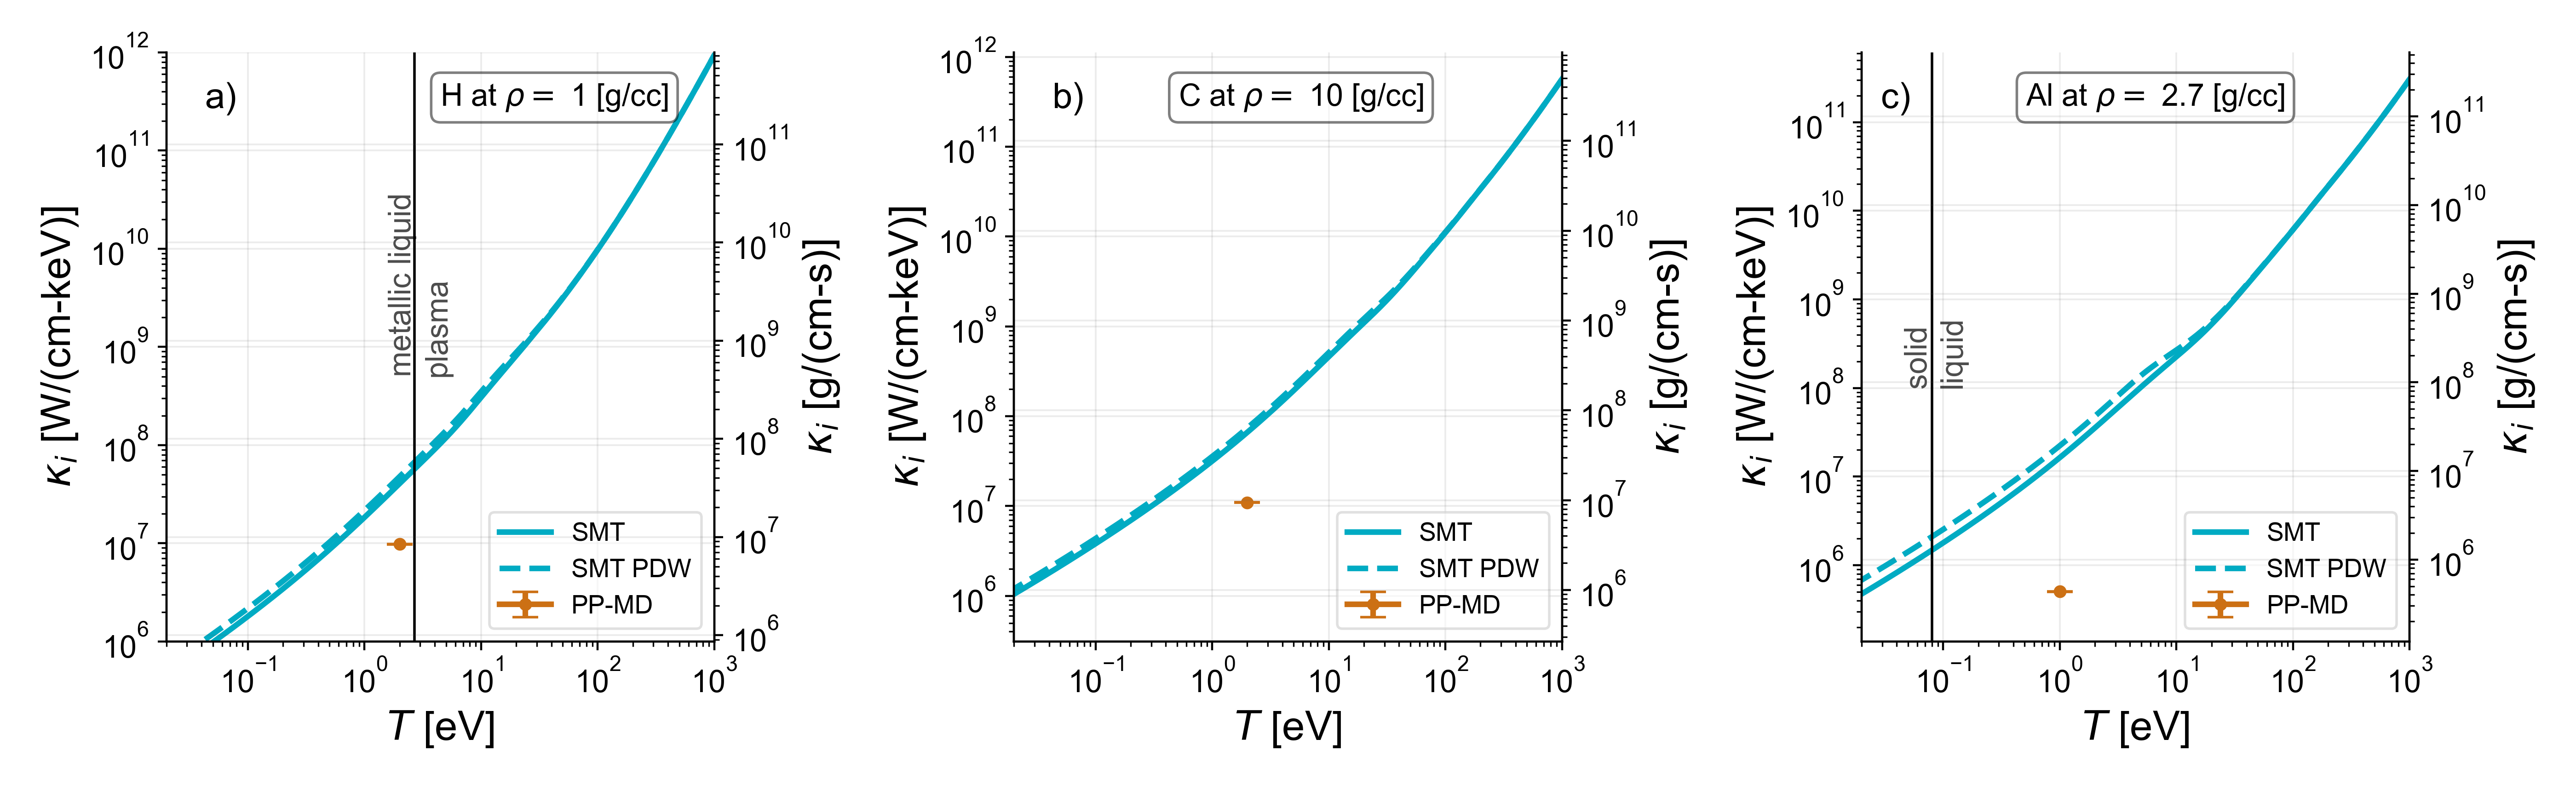 a)
H at ρ = 1 [g/cc]
κi [W/(cm-keV)]
10^12
10^11
10^10
10^9
10^8
10^7
10^6
metallic liquid
plasma
10^11
10^10
10^9
10^8
10^7
10^6
κi [g/(cm-s)]
SMT
SMT PDW
PP-MD
10^−1 10^0 10^1 10^2 10^3
T [eV]
b)
C at ρ = 10 [g/cc]
κi [W/(cm-keV)]
10^12
10^11
10^10
10^9
10^8
10^7
10^6
10^11
10^10
10^9
10^8
10^7
10^6
κi [g/(cm-s)]
SMT
SMT PDW
PP-MD
10^−1 10^0 10^1 10^2 10^3
T [eV]
c)
Al at ρ = 2.7 [g/cc]
κi [W/(cm-keV)]
10^11
10^10
10^9
10^8
10^7
10^6
solid
liquid
10^11
10^10
10^9
10^8
10^7
10^6
κi [g/(cm-s)]
SMT
SMT PDW
PP-MD
10^−1 10^0 10^1 10^2 10^3
T [eV]